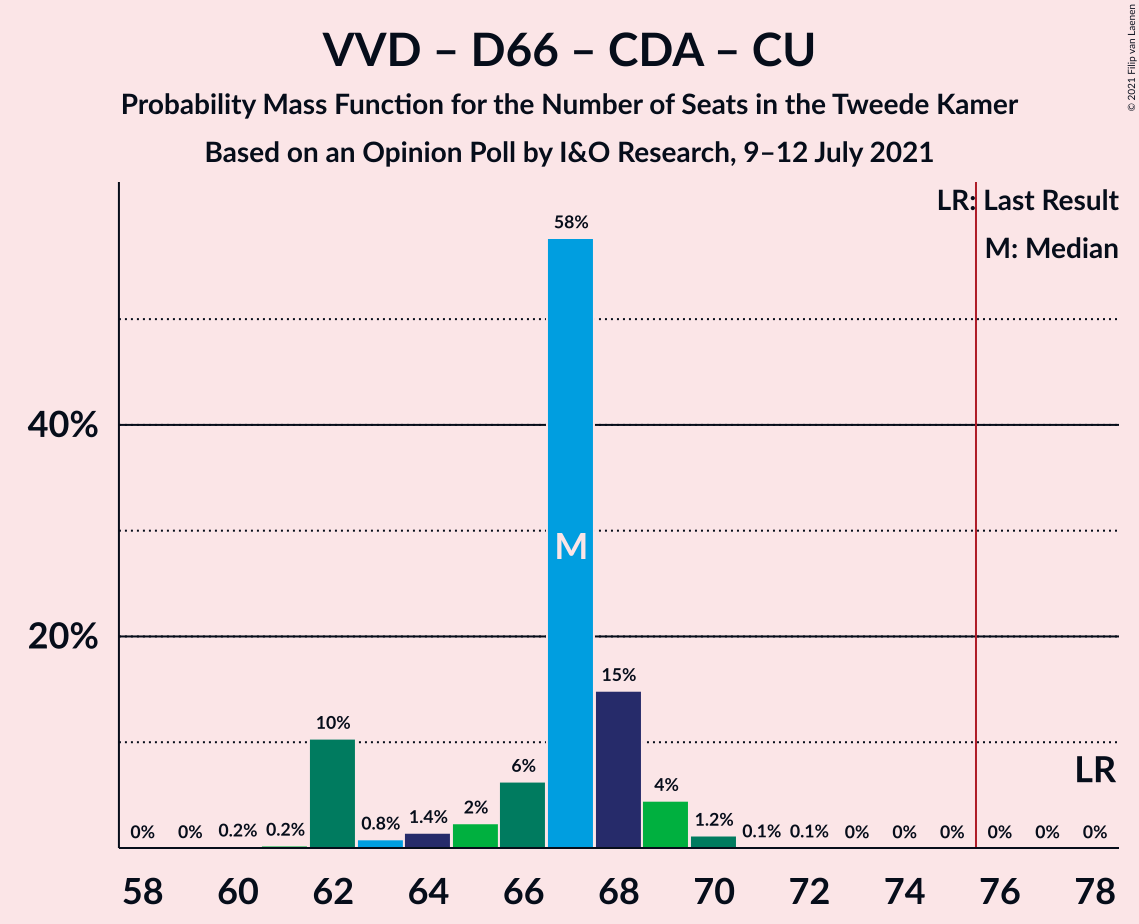 VVD – D66 – CDA – CU
Probability Mass Function for the Number of Seats in the Tweede Kamer
Based on an Opinion Poll by I&O Research, 9–12 July 2021
© 2021 Filip van Laenen
LR: Last Result
M: Median
58%
40%
M
20%
15%
10%
LR
6%
4%
2%
1.4%
1.2%
0.8%
0% 0% 0.2% 0.2% 0.1% 0.1% 0% 0% 0% 0% 0% 0%
58 60 62 64 66 68 70 72 74 76 78